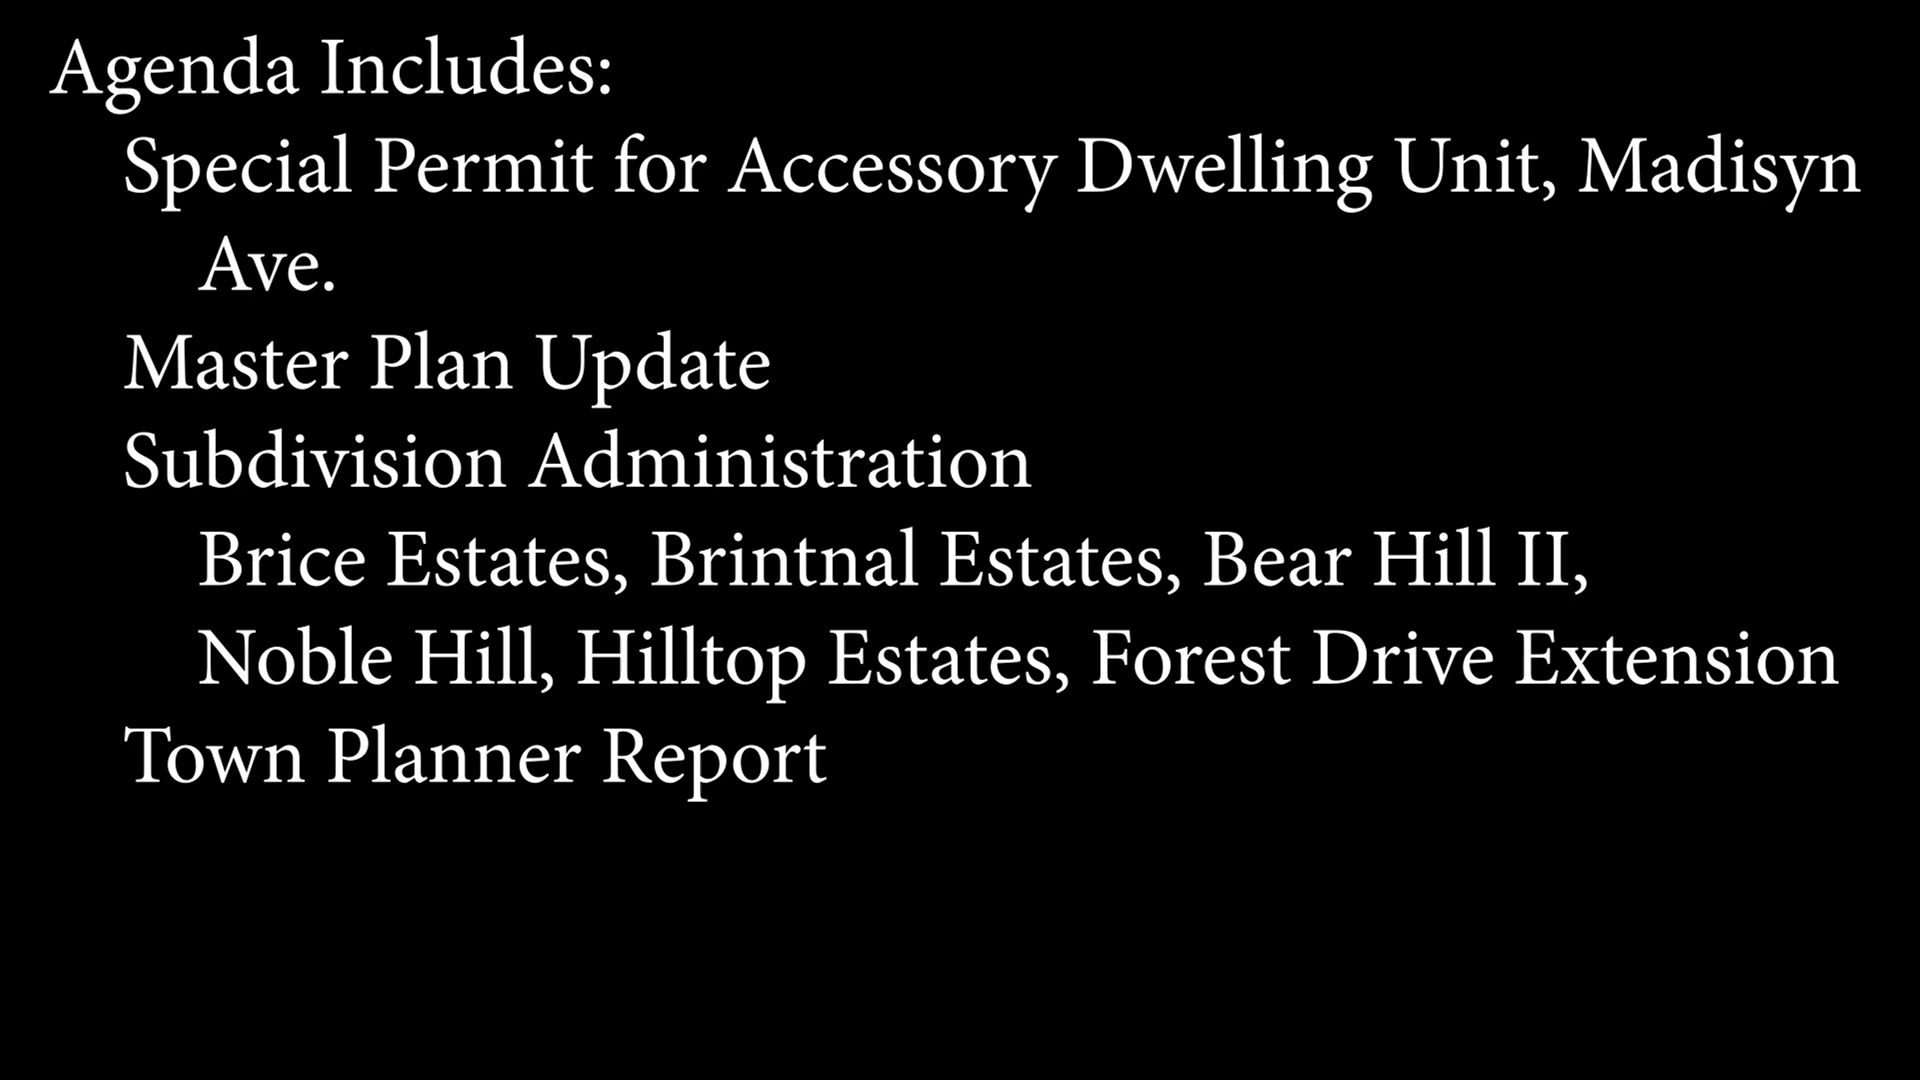 Agenda Includes:
Special Permit for Accessory Dwelling Unit, Madisyn
Ave.
Master Plan Update
Subdivision Administration
Brice Estates, Brintnal Estates, Bear Hill II,
Noble Hill, Hilltop Estates, Forest Drive Extension
Town Planner Report